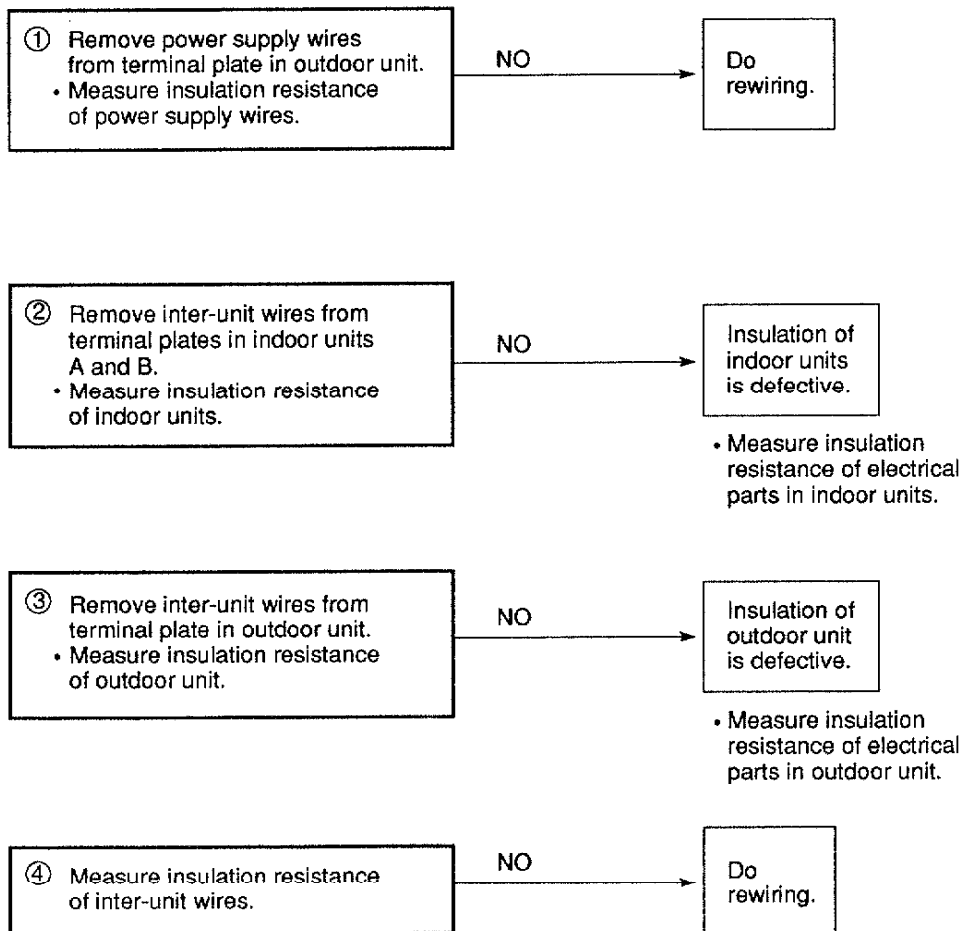 ① Remove power supply wires
from terminal plate in outdoor unit.
• Measure insulation resistance
of power supply wires.
NO
Do
rewiring.
② Remove inter-unit wires from
terminal plates in indoor units
A and B.
• Measure insulation resistance
of indoor units.
NO
Insulation of
indoor units
is defective.
• Measure insulation
resistance of electrical
parts in indoor units.
③ Remove inter-unit wires from
terminal plate in outdoor unit.
• Measure insulation resistance
of outdoor unit.
NO
Insulation of
outdoor unit
is defective.
• Measure insulation
resistance of electrical
parts in outdoor unit.
④ Measure insulation resistance
of inter-unit wires.
NO
Do
rewiring.